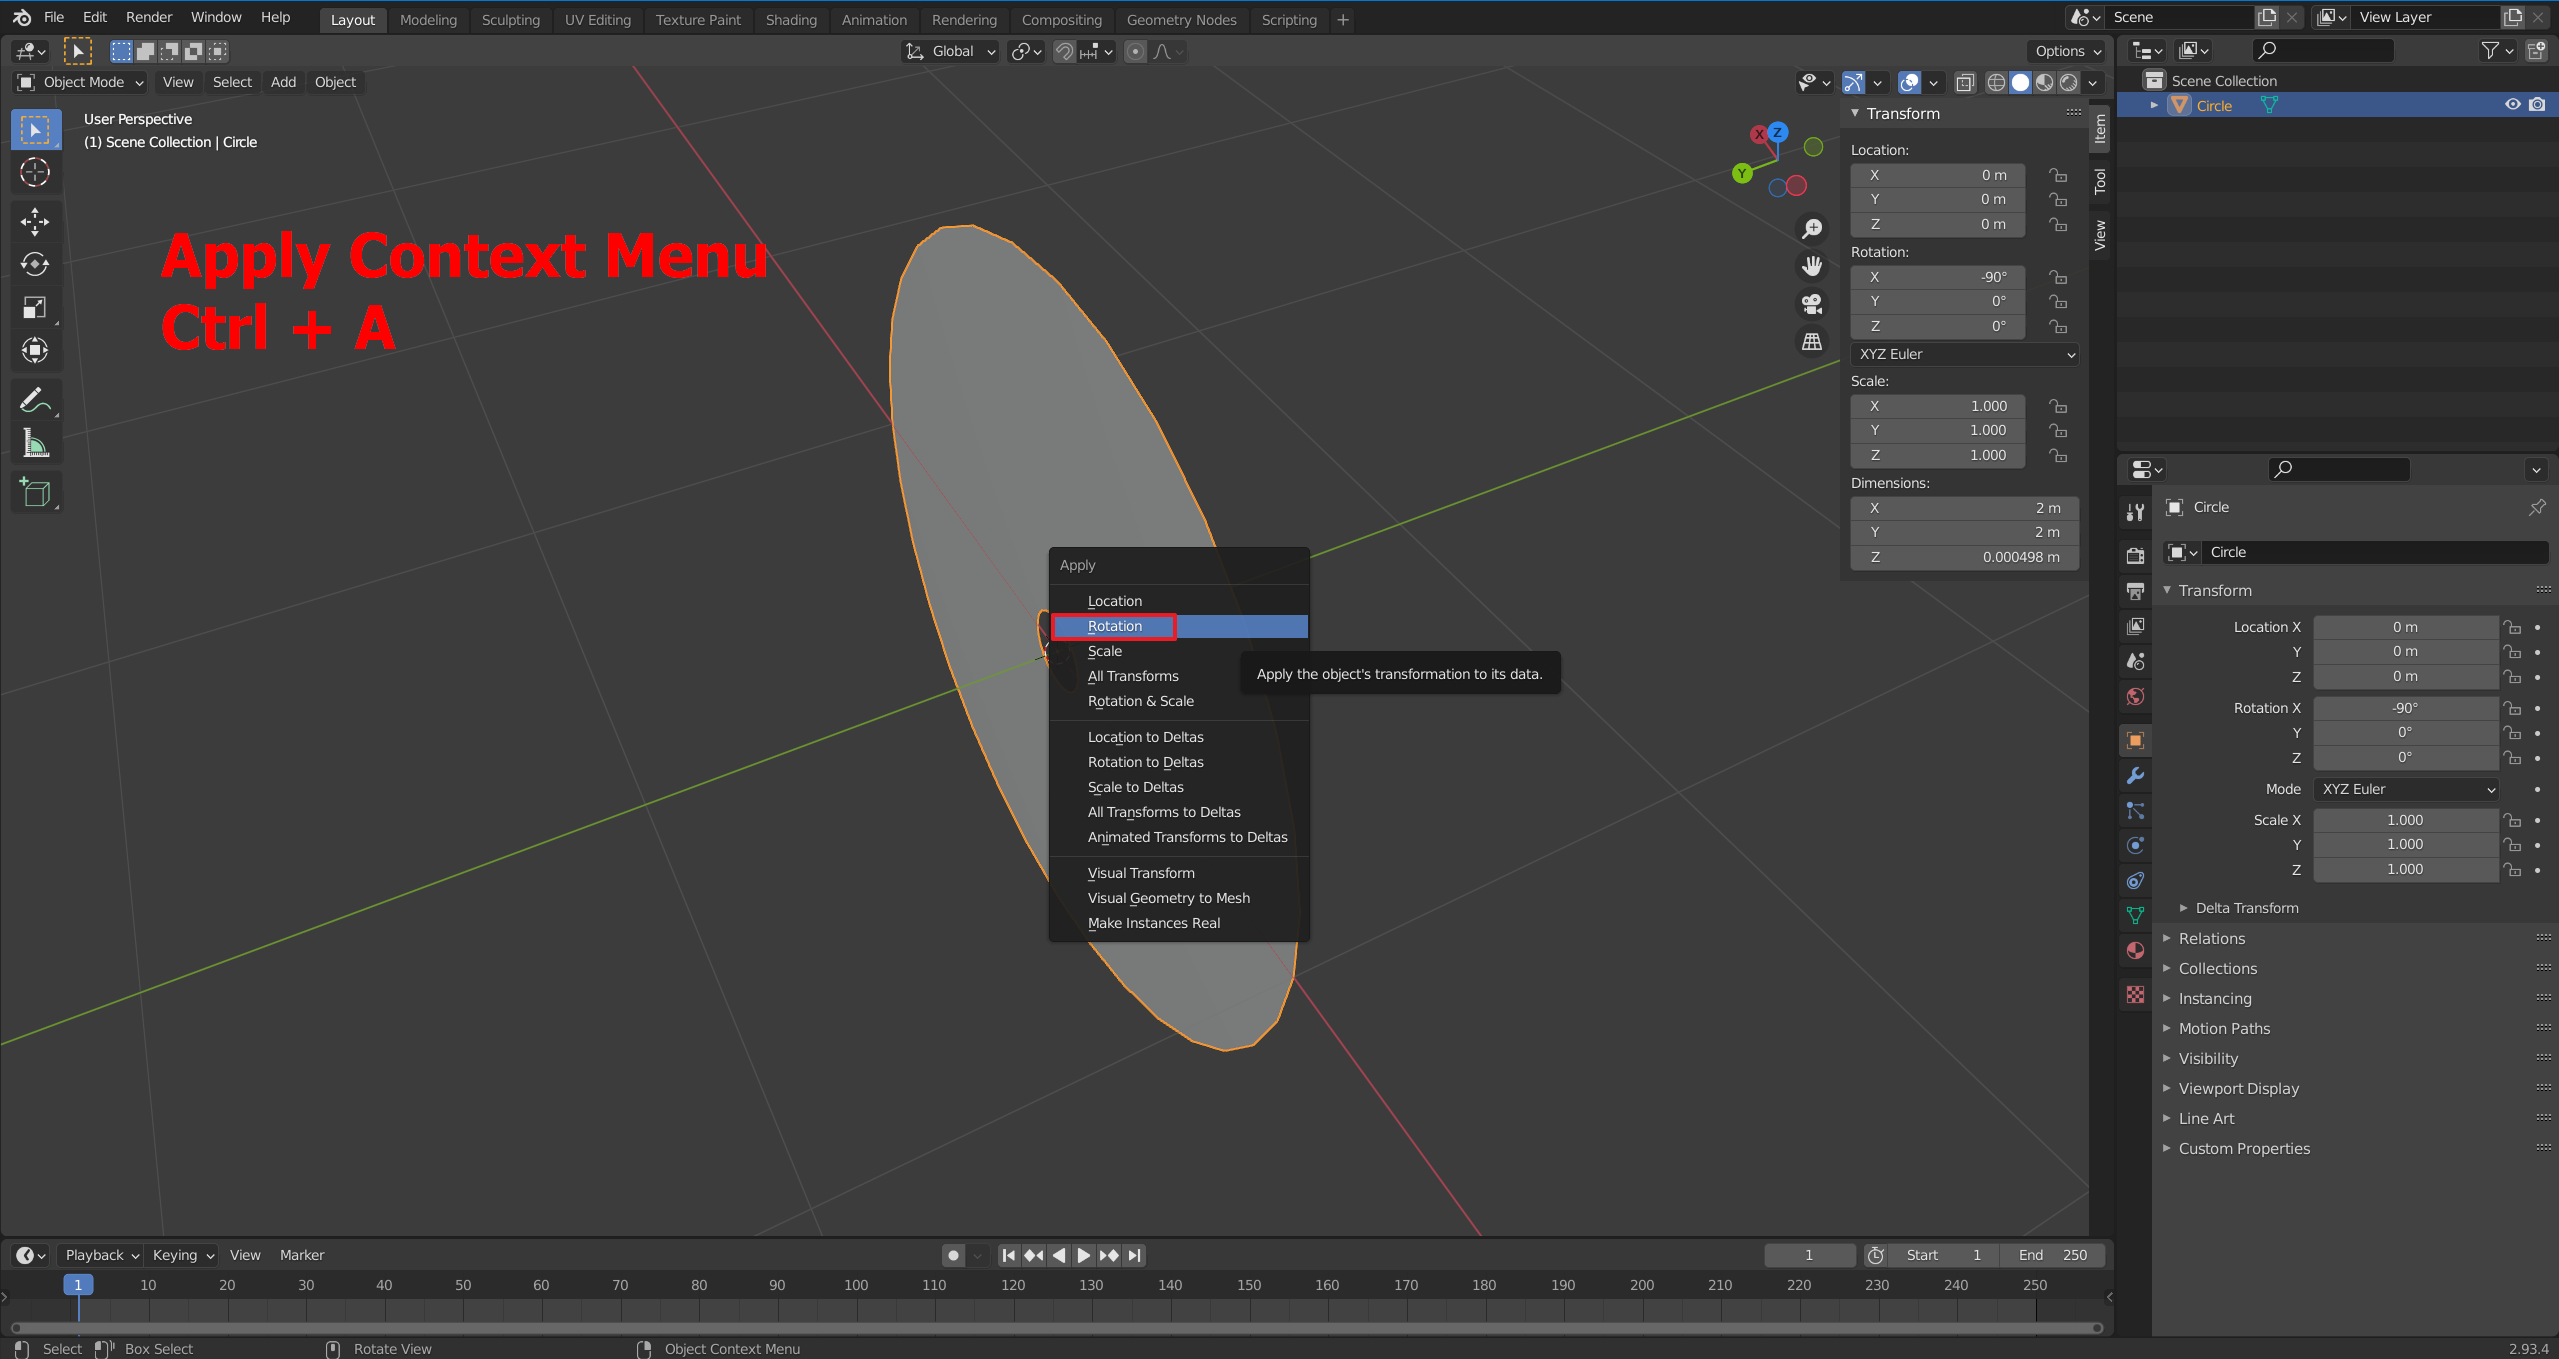 File Edit Render Window Help Layout Modeling Sculpting UV Editing Texture Paint Shading Animation Rendering Compositing Geometry Nodes Scripting + Scene View Layer
Global Options
Object Mode View Select Add Object
User Perspective
(1) Scene Collection | Circle
Apply Context Menu
Ctrl + A
X Z
Y
Apply
Location
Rotation
Scale
All Transforms
Rotation & Scale
Location to Deltas
Rotation to Deltas
Scale to Deltas
All Transforms to Deltas
Animated Transforms to Deltas
Visual Transform
Visual Geometry to Mesh
Make Instances Real
Apply the object's transformation to its data.
Transform
Location:
X 0 m
Y 0 m
Z 0 m
Rotation:
X -90°
Y 0°
Z 0°
XYZ Euler
Scale:
X 1.000
Y 1.000
Z 1.000
Dimensions:
X 2 m
Y 2 m
Z 0.000498 m
Item
Tool
View
Scene Collection
Circle
Circle
Circle
Transform
Location X 0 m
Y 0 m
Z 0 m
Rotation X -90°
Y 0°
Z 0°
Mode XYZ Euler
Scale X 1.000
Y 1.000
Z 1.000
Delta Transform
Relations
Collections
Instancing
Motion Paths
Visibility
Viewport Display
Line Art
Custom Properties
Playback Keying View Marker 1 Start 1 End 250
1 10 20 30 40 50 60 70 80 90 100 110 120 130 140 150 160 170 180 190 200 210 220 230 240 250
Select Box Select Rotate View Object Context Menu 2.93.4